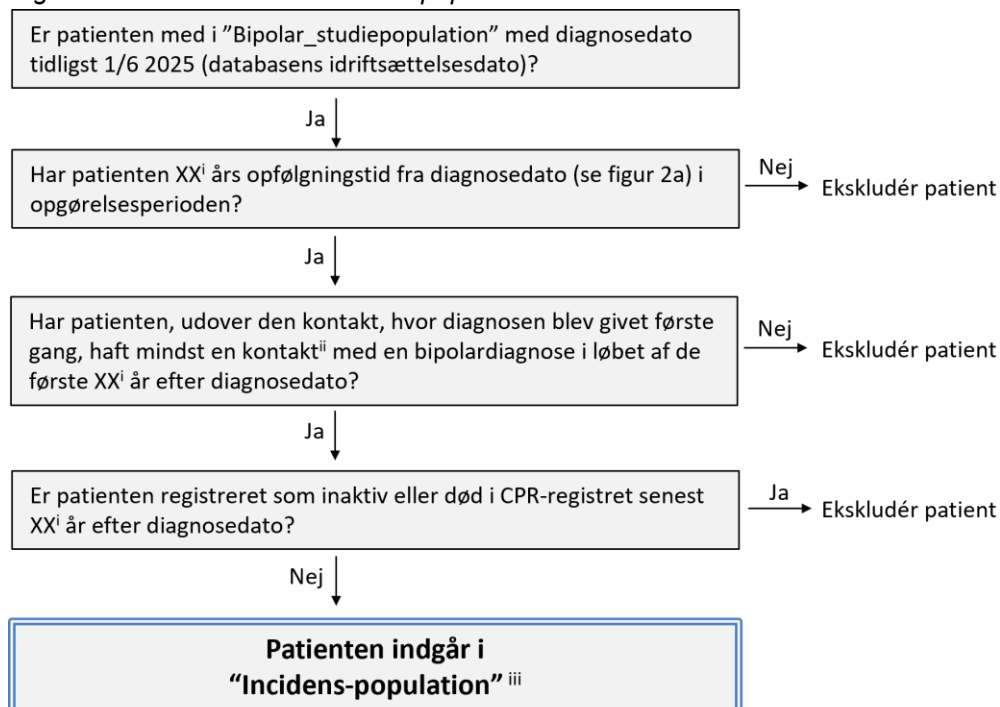 Er patienten med i ”Bipolar_studiepopulation” med diagnosedato
tidligst 1/6 2025 (databasens idriftsættelsesdato)?
Ja
Har patienten XXⁱ års opfølgningstid fra diagnosedato (se figur 2a) i
opgørelsesperioden?
Nej
Ekskludér patient
Ja
Har patienten, udover den kontakt, hvor diagnosen blev givet første
gang, haft mindst en kontaktⁱⁱ med en bipolardiagnose i løbet af de
første XXⁱ år efter diagnosedato?
Nej
Ekskludér patient
Ja
Er patienten registreret som inaktiv eller død i CPR-registret senest
XXⁱ år efter diagnosedato?
Ja
Ekskludér patient
Nej
Patienten indgår i
“Incidens-population” ⁱⁱⁱ